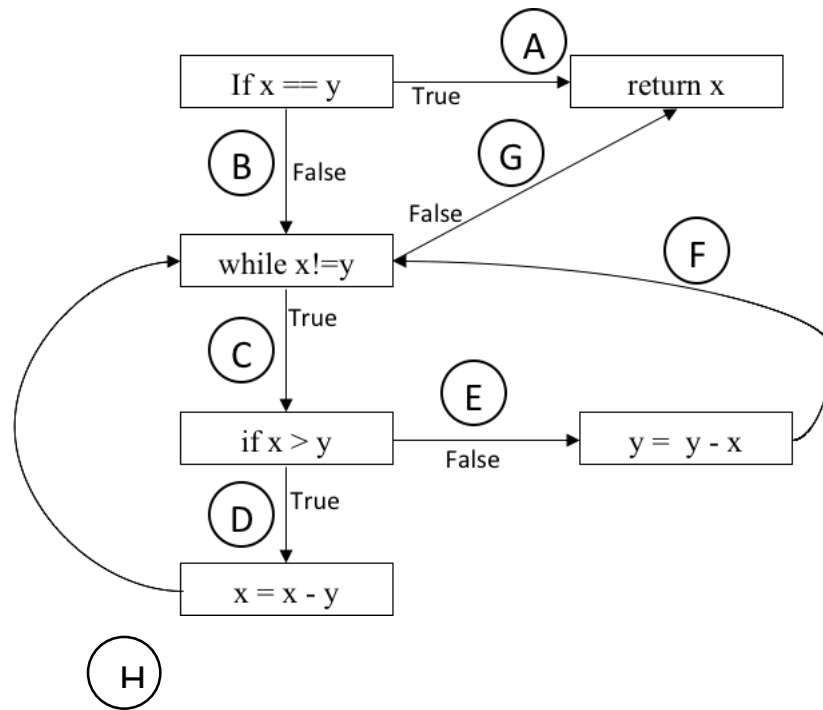 A
If x == y
True
return x
B
False
G
False
while x!=y
F
True
C
E
if x > y
False
y = y - x
D
True
x = x - y
H